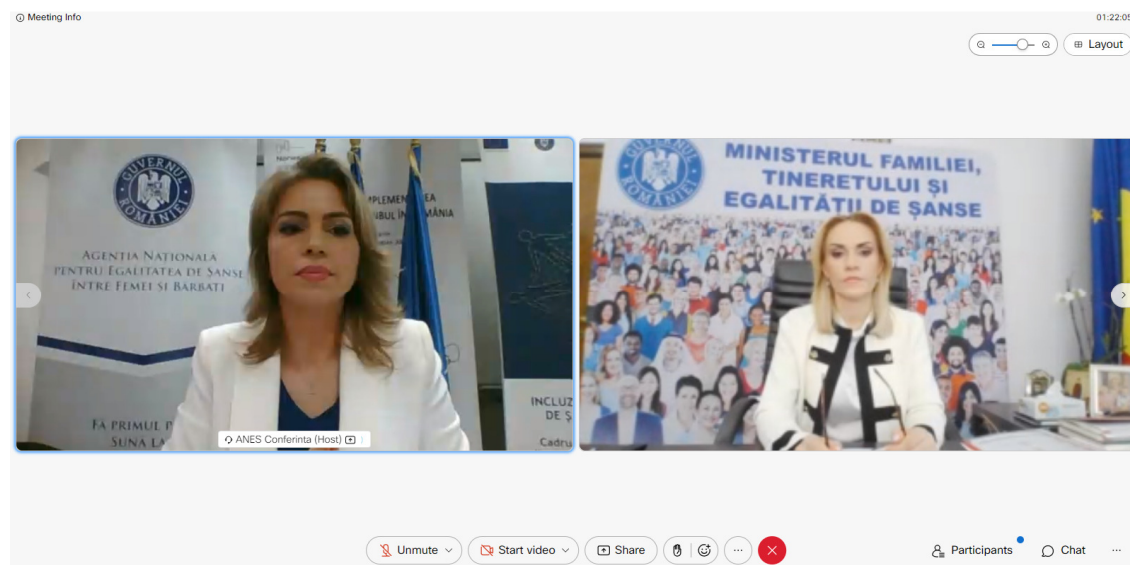 Meeting Info
01:22:05
Layout
GUVERNUL ROMÂNIEI
AGENȚIA NAȚIONALĂ
PENTRU EGALITATEA DE ȘANSE
ÎNTRE FEMEI ȘI BĂRBAȚI
FĂ PRIMUL
SUNĂ LA
INCLUZ
DE Ș
Cadru
ANES Conferinta (Host)
GUVERNUL ROMÂNIEI
MINISTERUL FAMILIEI,
TINERETULUI ȘI
EGALITĂȚII DE ȘANSE
Unmute
Start video
Share
Participants
Chat